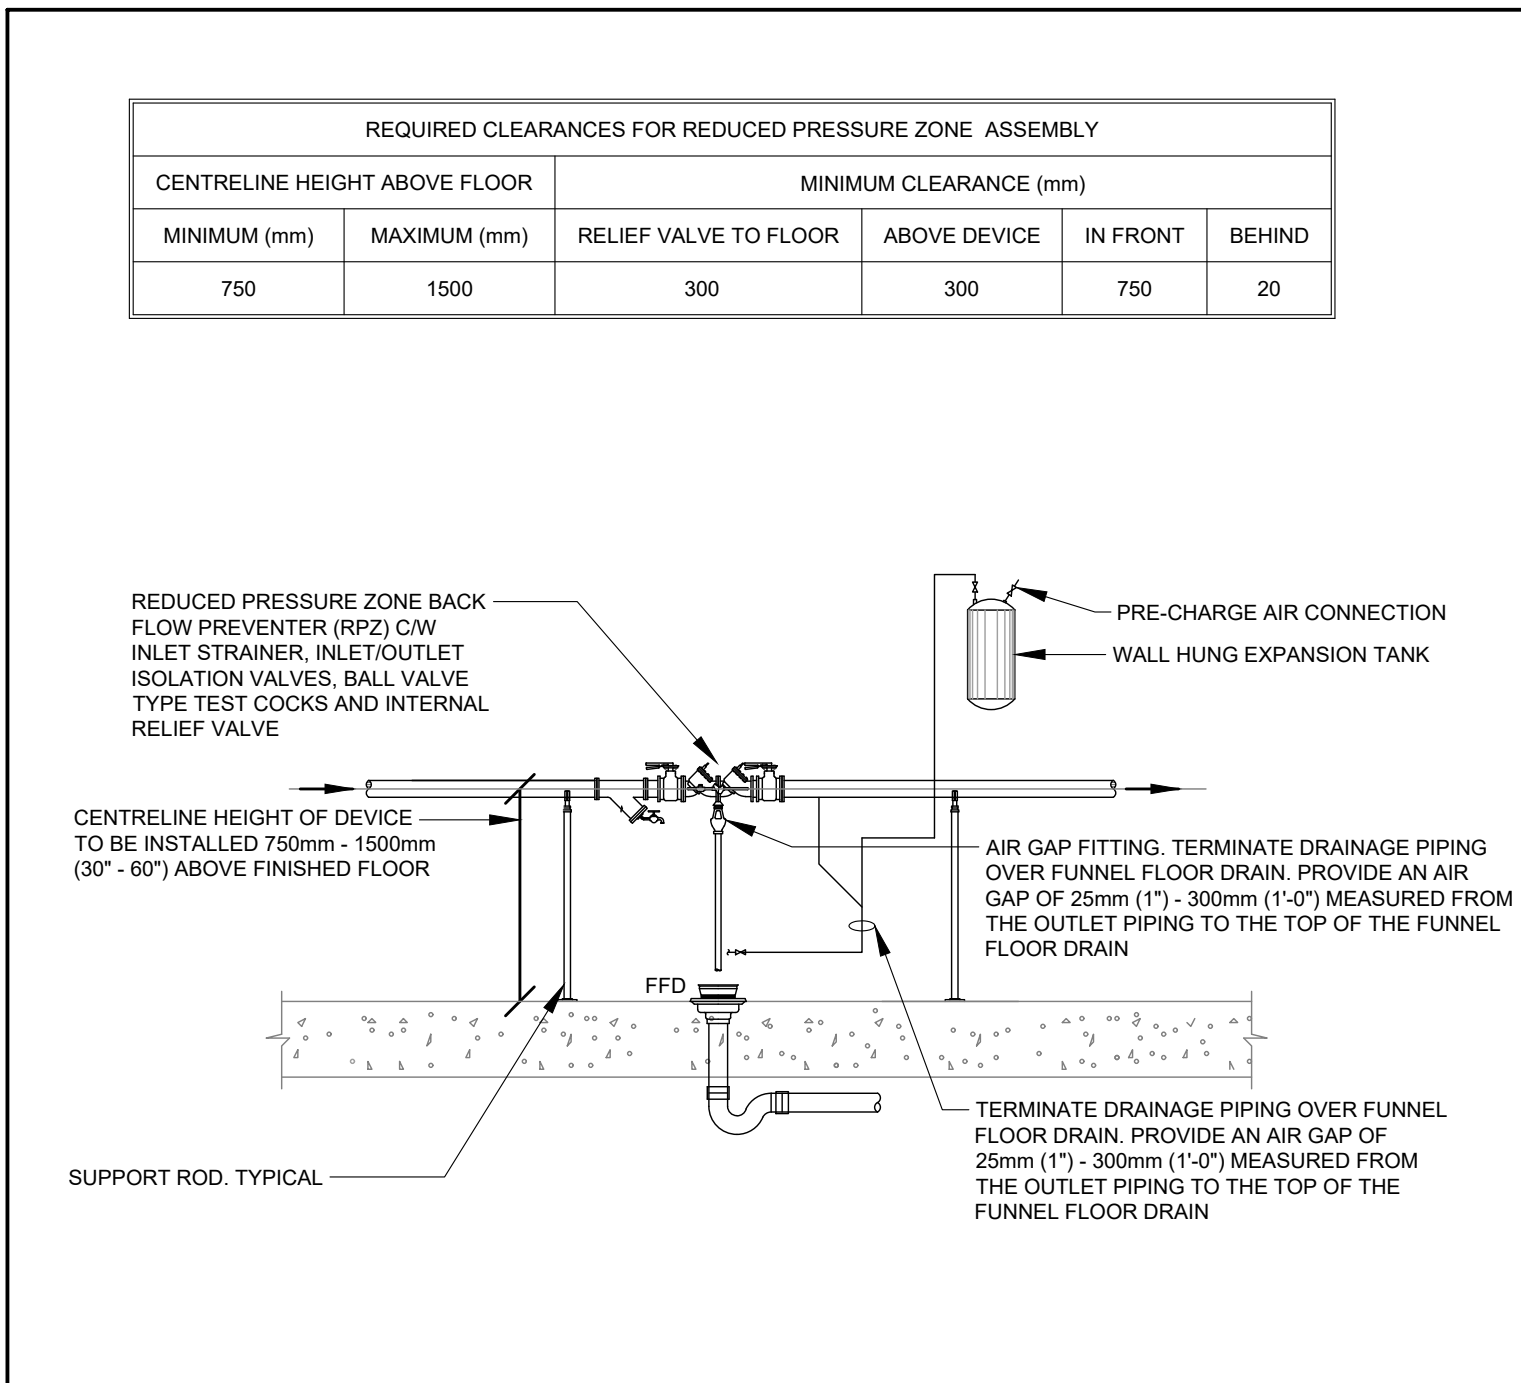 REQUIRED CLEARANCES FOR REDUCED PRESSURE ZONE ASSEMBLY
CENTRELINE HEIGHT ABOVE FLOOR
MINIMUM CLEARANCE (mm)
MINIMUM (mm)
MAXIMUM (mm)
RELIEF VALVE TO FLOOR
ABOVE DEVICE
IN FRONT
BEHIND
750
1500
300
300
750
20
REDUCED PRESSURE ZONE BACK
FLOW PREVENTER (RPZ) C/W
INLET STRAINER, INLET/OUTLET
ISOLATION VALVES, BALL VALVE
TYPE TEST COCKS AND INTERNAL
RELIEF VALVE
PRE-CHARGE AIR CONNECTION
WALL HUNG EXPANSION TANK
CENTRELINE HEIGHT OF DEVICE
TO BE INSTALLED 750mm - 1500mm
(30" - 60") ABOVE FINISHED FLOOR
AIR GAP FITTING. TERMINATE DRAINAGE PIPING
OVER FUNNEL FLOOR DRAIN. PROVIDE AN AIR
GAP OF 25mm (1") - 300mm (1'-0") MEASURED FROM
THE OUTLET PIPING TO THE TOP OF THE FUNNEL
FLOOR DRAIN
FFD
TERMINATE DRAINAGE PIPING OVER FUNNEL
FLOOR DRAIN. PROVIDE AN AIR GAP OF
25mm (1") - 300mm (1'-0") MEASURED FROM
THE OUTLET PIPING TO THE TOP OF THE
FUNNEL FLOOR DRAIN
SUPPORT ROD. TYPICAL